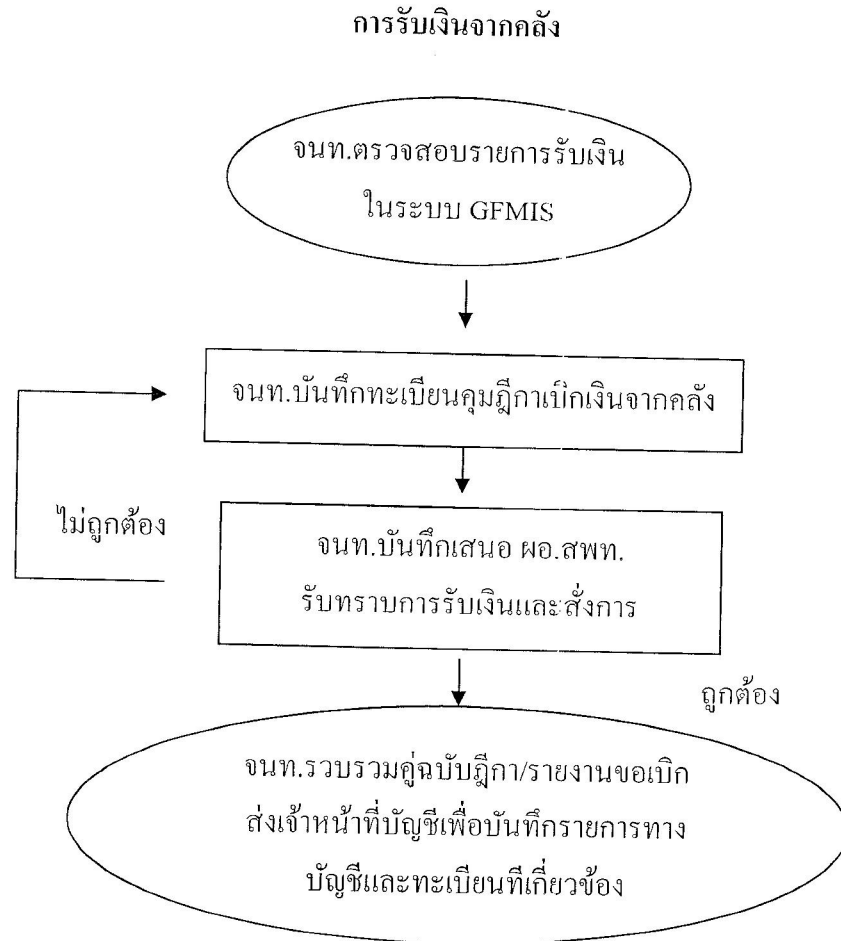 การรับเงินจากคลัง
จนท.ตรวจสอบรายการรับเงิน
ในระบบ GFMIS
จนท.บันทึกทะเบียนคุมฎีกาเบิกเงินจากคลัง
ไม่ถูกต้อง
จนท.บันทึกเสนอ ผอ.สพท.
รับทราบการรับเงินและสั่งการ
ถูกต้อง
จนท.รวบรวมคู่ฉบับฎีกา/รายงานขอเบิก
ส่งเจ้าหน้าที่บัญชีเพื่อบันทึกรายการทาง
บัญชีและทะเบียนทีเกี่ยวข้อง